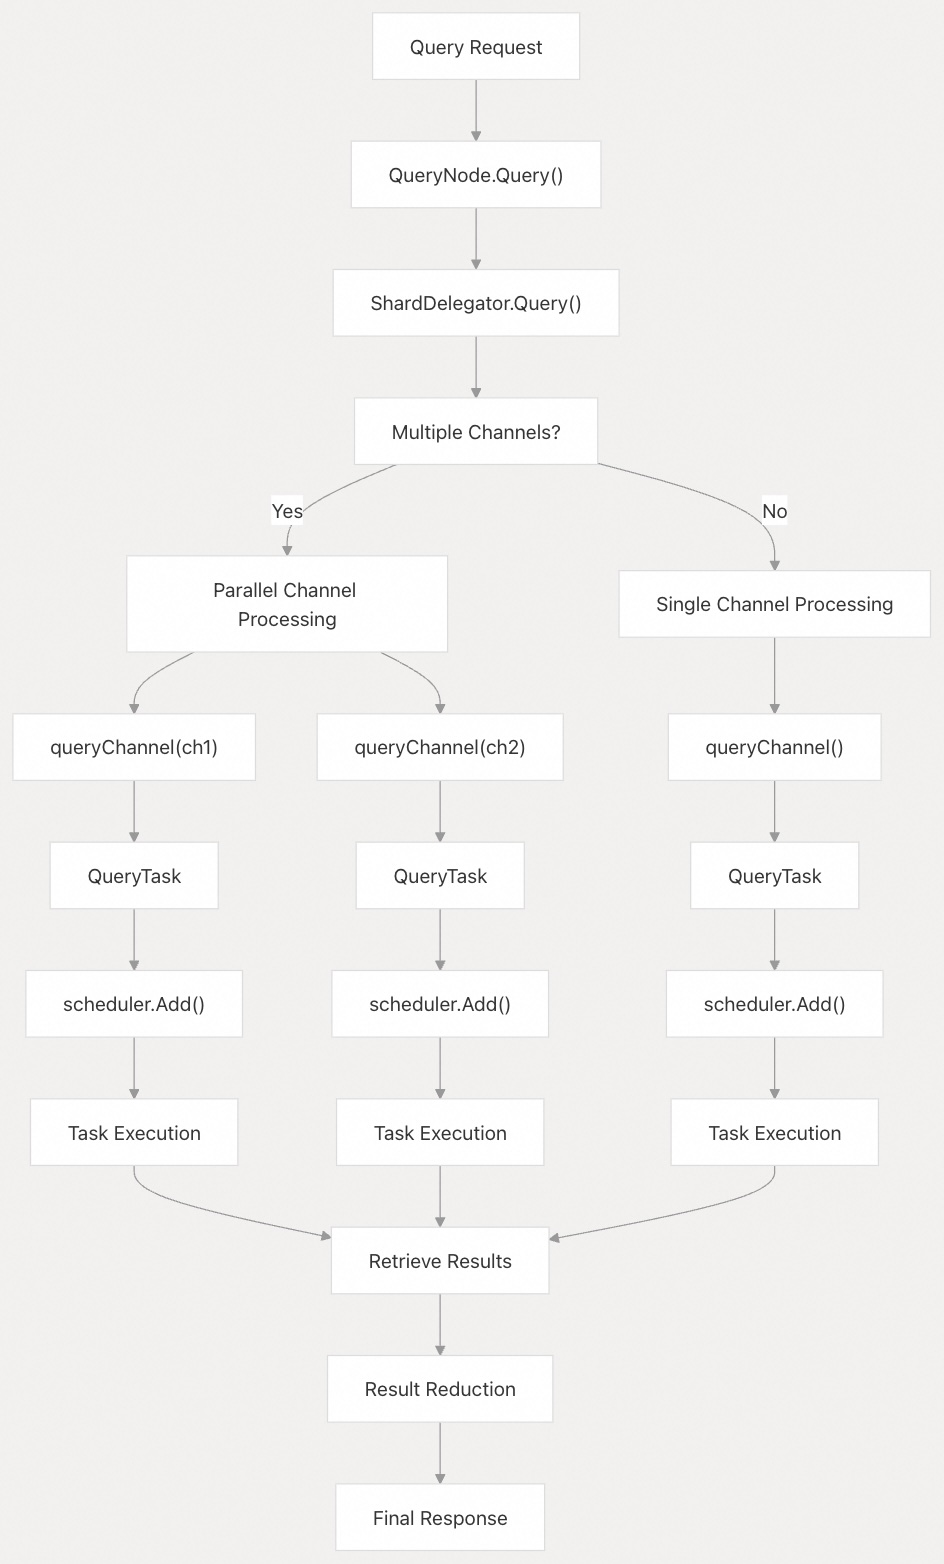 Query Request
QueryNode.Query()
ShardDelegator.Query()
Multiple Channels?
Yes
No
Parallel Channel
Processing
Single Channel Processing
queryChannel(ch1)
queryChannel(ch2)
queryChannel()
QueryTask
QueryTask
QueryTask
scheduler.Add()
scheduler.Add()
scheduler.Add()
Task Execution
Task Execution
Task Execution
Retrieve Results
Result Reduction
Final Response